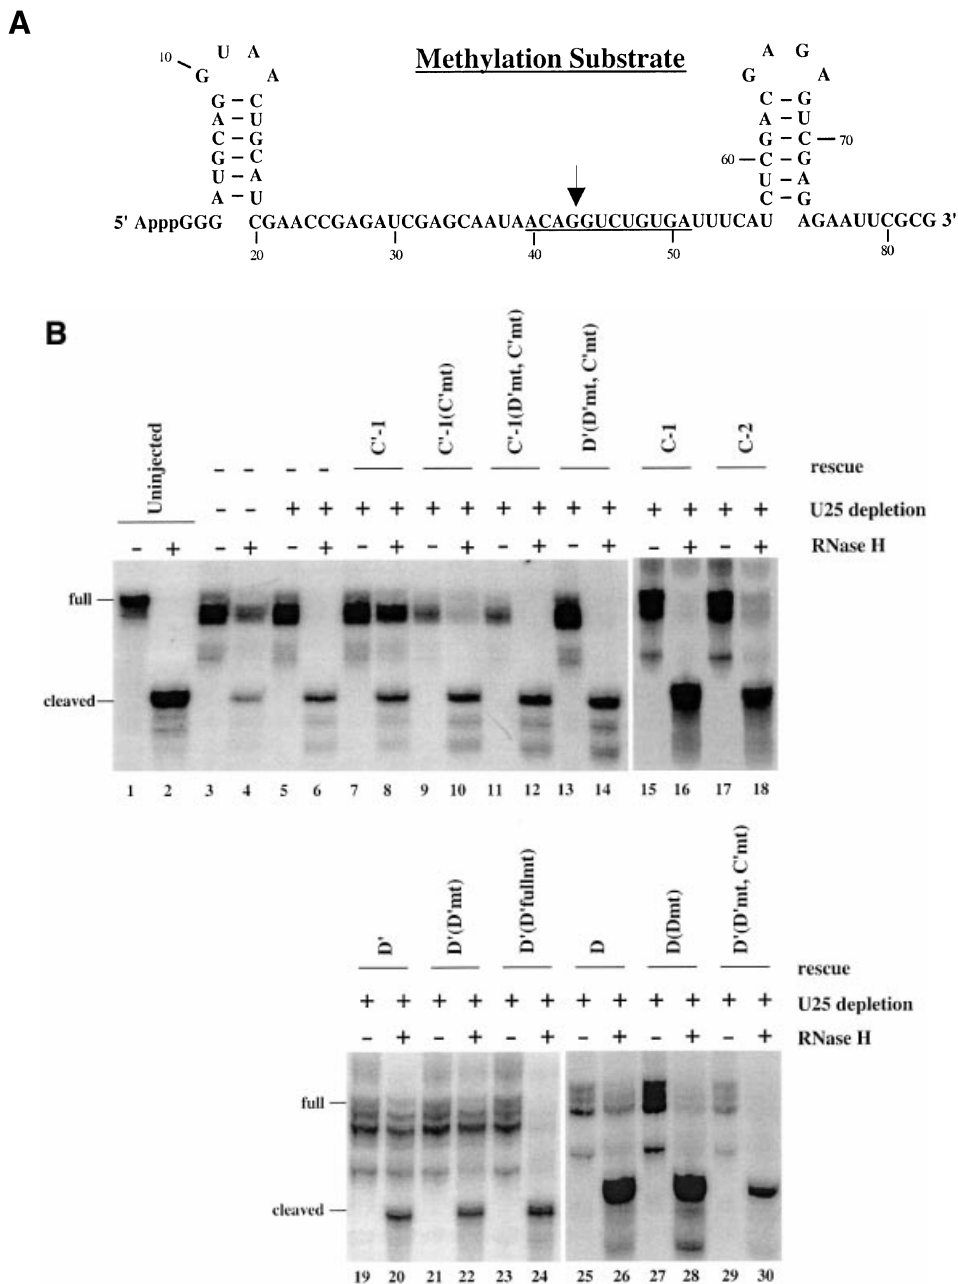 A
Methylation Substrate
10
G U A A
G – C
A – U
C – G
G – C
U A
A – U
A G
G A
C – G
A U
G – C – 70
60 – C – G
U A
C – G
5' ApppGGG CGAACCGAGAUCGAGCAAUAACAGGUCUGUGAUUUCAU AGAAUUCGCG 3'
20 30 40 50 80
B
Uninjected – – – – C'-1 C'-1(C'mt) C'-1(D'mt, C'mt) D'(D'mt, C'mt) C-1 C-2 rescue
– – + + + + + + + + + + + + + + U25 depletion
– + – + – + – + – + – + – + – + – + RNase H
full
cleaved
1 2 3 4 5 6 7 8 9 10 11 12 13 14 15 16 17 18
D' D'(D'mt) D'(D'fullmt) D D(Dmt) D'(D'mt, C'mt) rescue
+ + + + + + + + + + + + U25 depletion
– + – + – + – + – + – + RNase H
full
cleaved
19 20 21 22 23 24 25 26 27 28 29 30